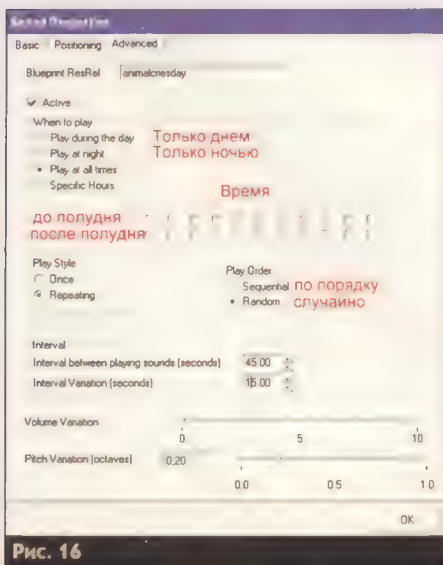 Sound Properties
Basic Positioning Advanced
Blueprint ResRef
Active
When to play
Play during the day Только днем
Play at night Только ночью
Play at all times
Specific Hours
Время
до полудня
после полудня
Play Style
Once
Repeating
Play Order
Sequential по порядку
Random случайно
Interval
Interval between playing sounds (seconds) 45.00
Interval Variation (seconds) 15.00
Volume Variation
0 5 10
Pitch Variation (octaves) 0,20
0.0 0.5 1.0
OK
Рис. 16